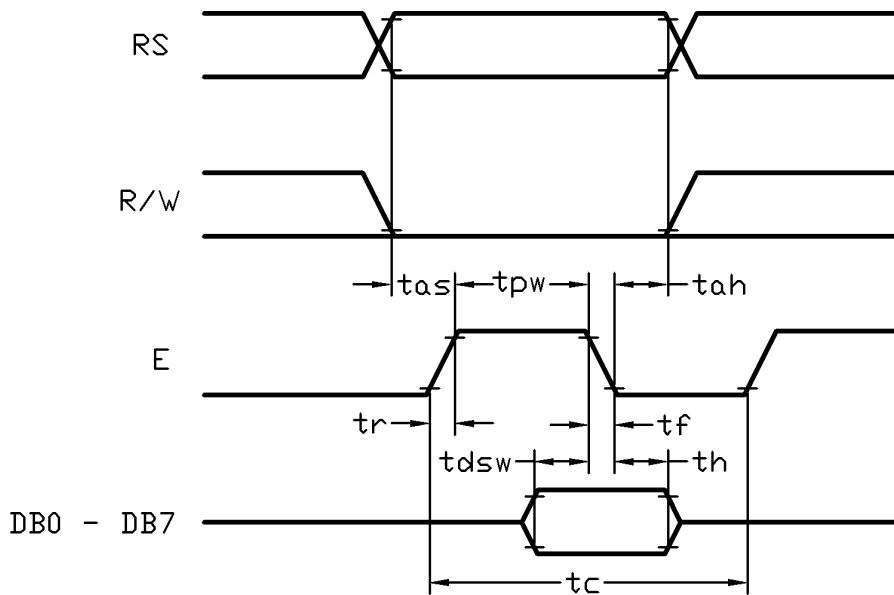 RS
R/W
tas tpw tah
E
tr tf
tdsw th
DB0 - DB7
tc